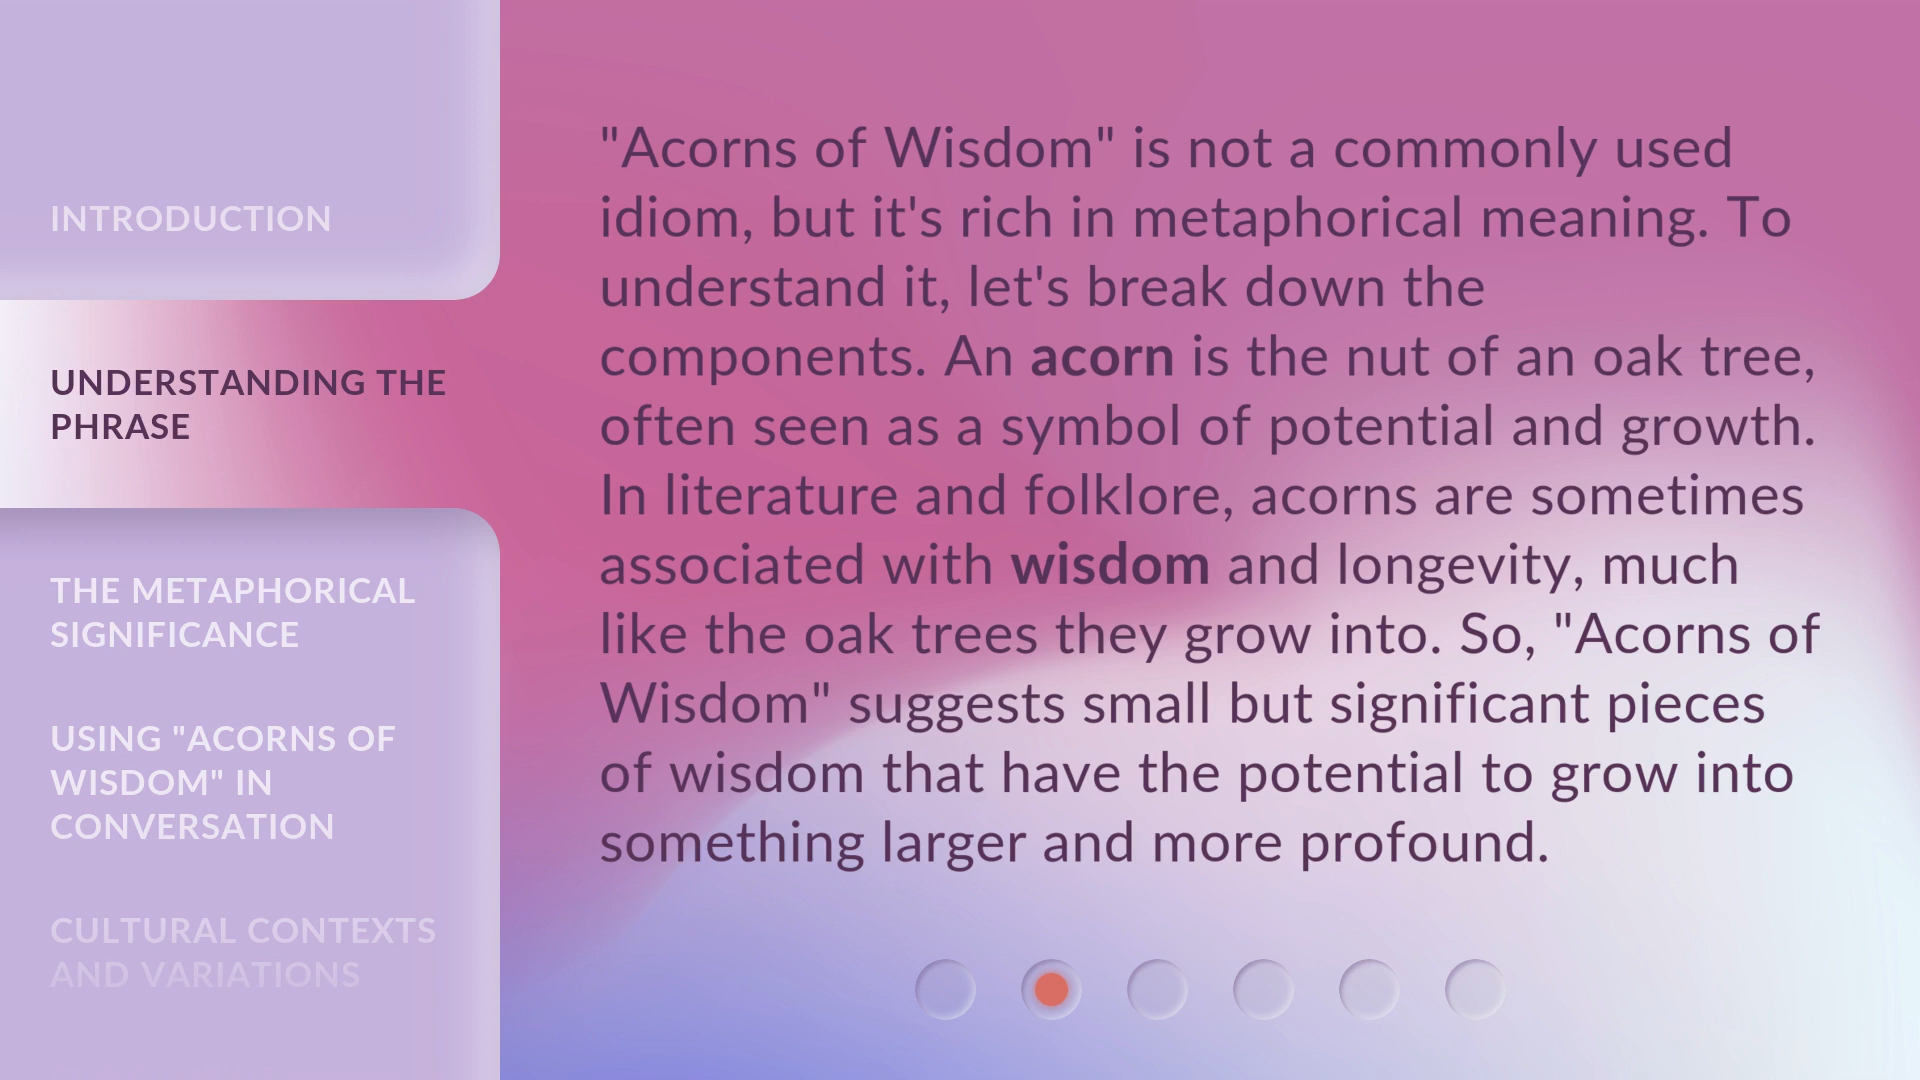 INTRODUCTION
UNDERSTANDING THE
PHRASE
THE METAPHORICAL
SIGNIFICANCE
USING "ACORNS OF
WISDOM" IN
CONVERSATION
CULTURAL CONTEXTS
AND VARIATIONS
"Acorns of Wisdom" is not a commonly used
idiom, but it's rich in metaphorical meaning. To
understand it, let's break down the
components. An acorn is the nut of an oak tree,
often seen as a symbol of potential and growth.
In literature and folklore, acorns are sometimes
associated with wisdom and longevity, much
like the oak trees they grow into. So, "Acorns of
Wisdom" suggests small but significant pieces
of wisdom that have the potential to grow into
something larger and more profound.